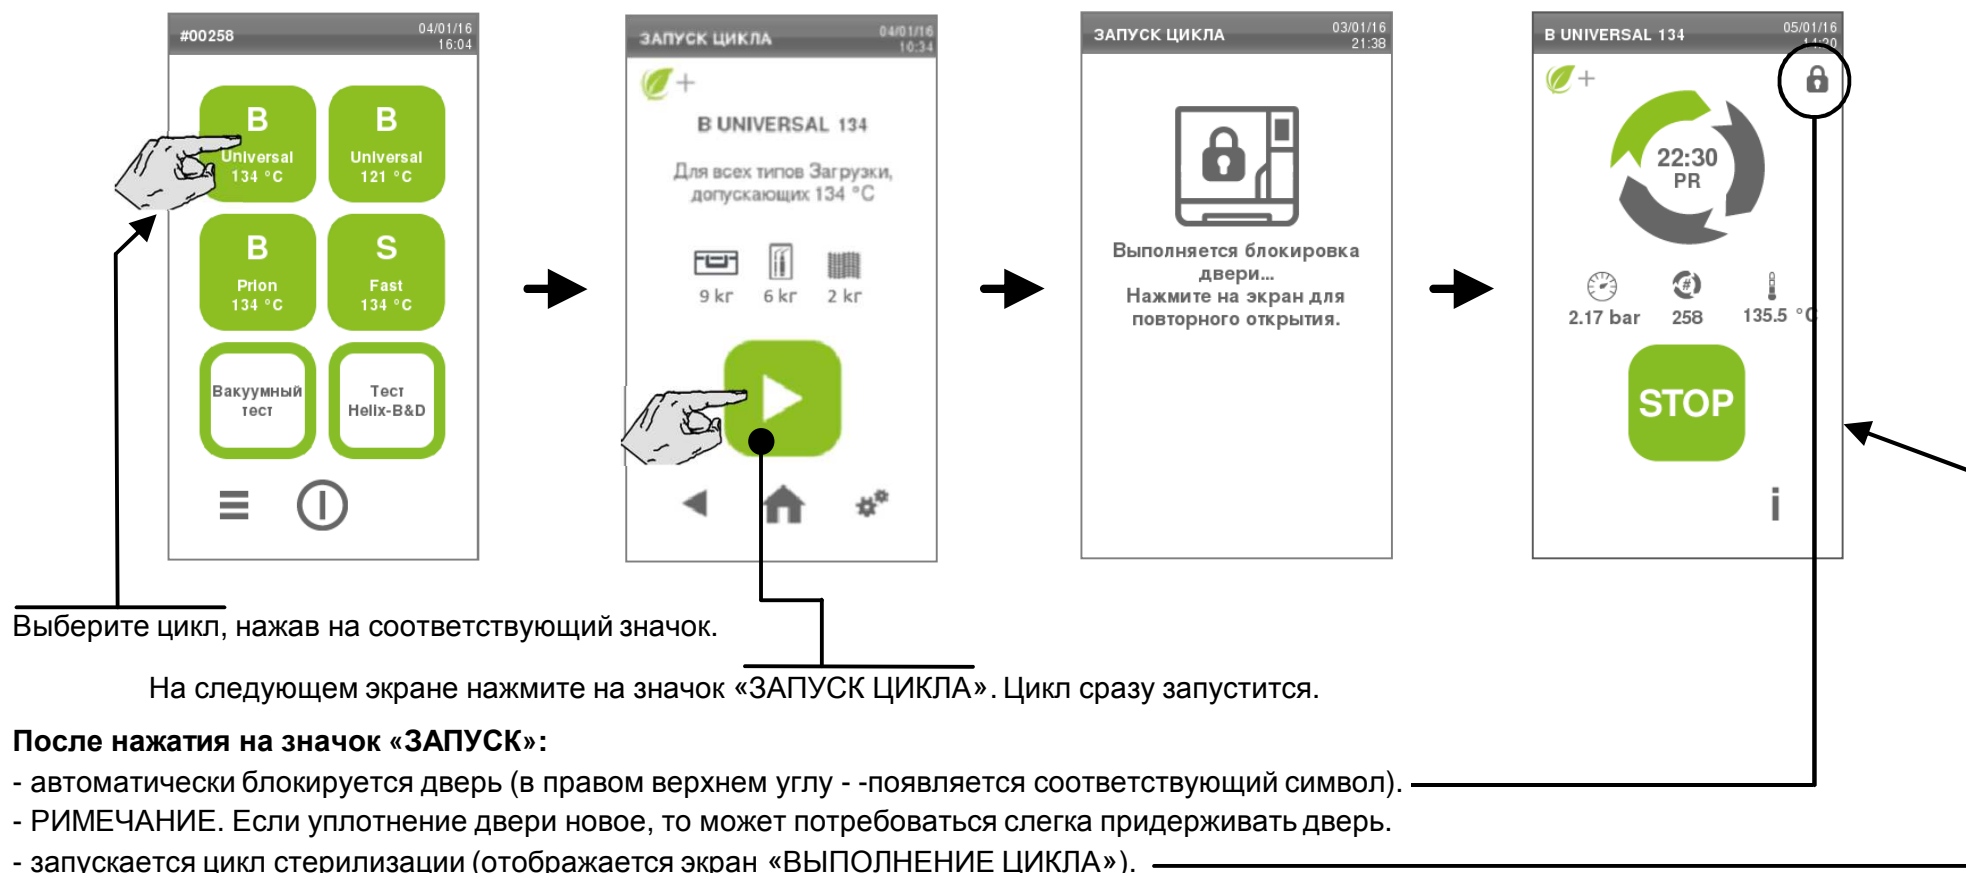 #00258
04/01/16
16:04
B
Universal
134 °C
B
Universal
121 °C
B
Prion
134 °C
S
Fast
134 °C
Вакуумный
тест
Тест
Helix-B&D
ЗАПУСК ЦИКЛА
04/01/16
10:34
B UNIVERSAL 134
Для всех типов Загрузки,
допускающих 134 °C
9 кг
6 кг
2 кг
ЗАПУСК ЦИКЛА
03/01/16
21:38
Выполняется блокировка
двери...
Нажмите на экран для
повторного открытия.
B UNIVERSAL 134
05/01/16
22:30
PR
2.17 bar
258
135.5 °C
STOP
i
Выберите цикл, нажав на соответствующий значок.
На следующем экране нажмите на значок «ЗАПУСК ЦИКЛА». Цикл сразу запустится.
После нажатия на значок «ЗАПУСК»:
- автоматически блокируется дверь (в правом верхнем углу - -появляется соответствующий символ).
- РИМЕЧАНИЕ. Если уплотнение двери новое, то может потребоваться слегка придерживать дверь.
- запускается цикл стерилизации (отображается экран «ВЫПОЛНЕНИЕ ЦИКЛА»).